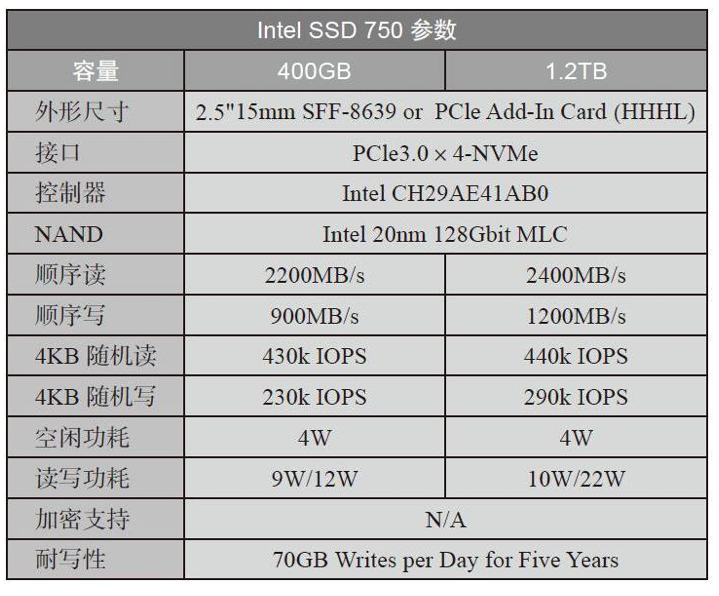 Intel SSD 750 参数
容量 400GB 1.2TB
外形尺寸 2.5"15mm SFF-8639 or PCle Add-In Card (HHHL)
接口 PCle3.0 × 4-NVMe
控制器 Intel CH29AE41AB0
NAND Intel 20nm 128Gbit MLC
顺序读 2200MB/s 2400MB/s
顺序写 900MB/s 1200MB/s
4KB 随机读 430k IOPS 440k IOPS
4KB 随机写 230k IOPS 290k IOPS
空闲功耗 4W 4W
读写功耗 9W/12W 10W/22W
加密支持 N/A
耐写性 70GB Writes per Day for Five Years